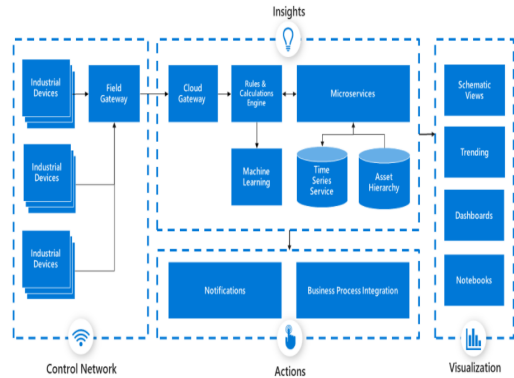 Insights
Industrial
Devices
Field
Gateway
Cloud
Gateway
Rules &
Calculations
Engine
Microservices
Schematic
Views
Industrial
Devices
Machine
Learning
Time
Series
Service
Asset
Hierarchy
Trending
Industrial
Devices
Dashboards
Notifications
Business Process Integration
Notebooks
Control Network
Actions
Visualization